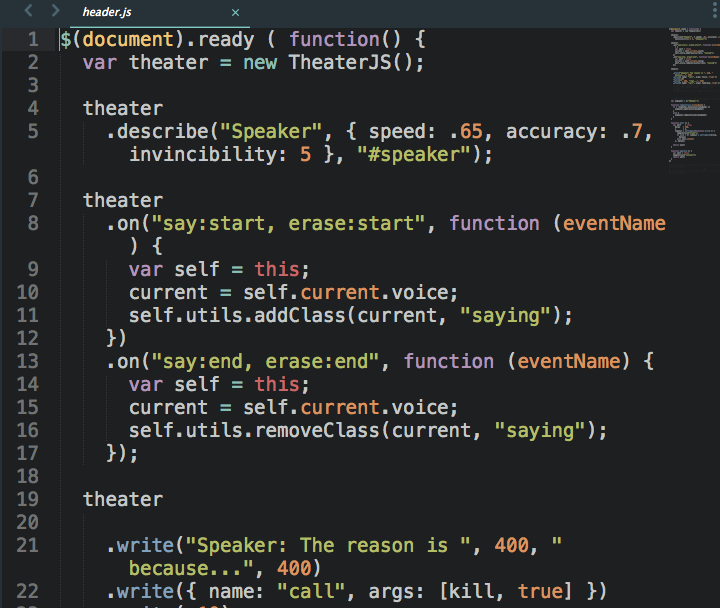 header.js ×
1 $(document).ready ( function() {
2 var theater = new TheaterJS();
3
4 theater
5 .describe("Speaker", { speed: .65, accuracy: .7,
invincibility: 5 }, "#speaker");
6
7 theater
8 .on("say:start, erase:start", function (eventName
) {
9 var self = this;
10 current = self.current.voice;
11 self.utils.addClass(current, "saying");
12 })
13 .on("say:end, erase:end", function (eventName) {
14 var self = this;
15 current = self.current.voice;
16 self.utils.removeClass(current, "saying");
17 });
18
19 theater
20
21 .write("Speaker: The reason is ", 400, "
because...", 400)
22 .write({ name: "call", args: [kill, true] })